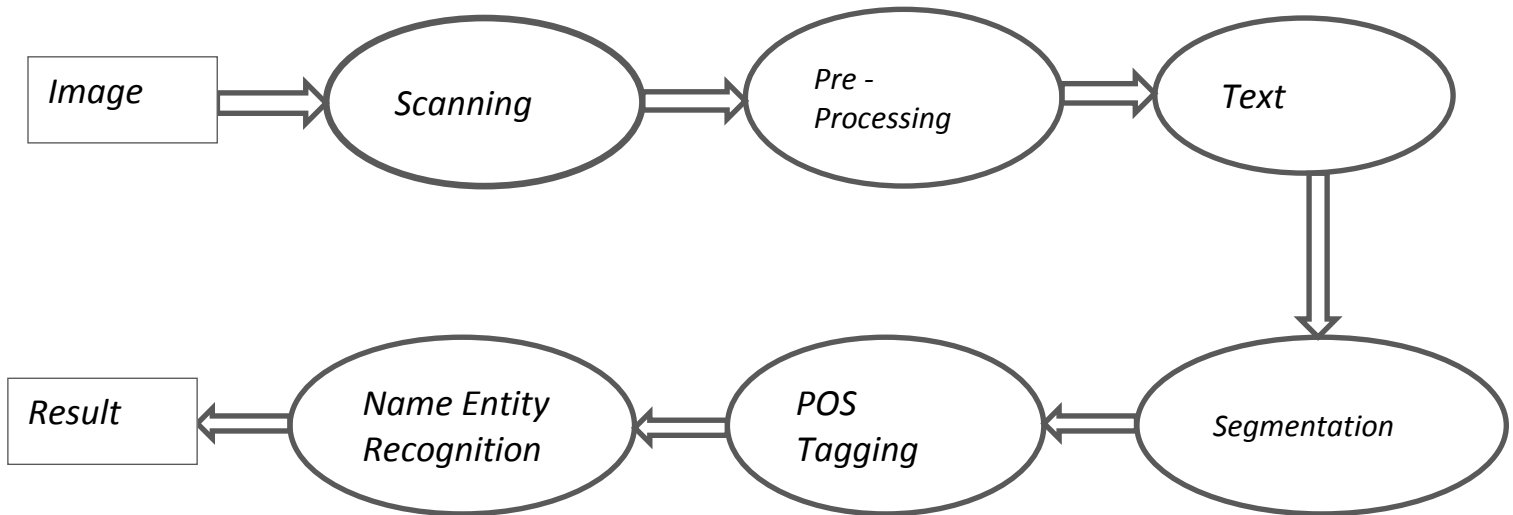 Image
Scanning
Pre -
Processing
Text
Segmentation
POS
Tagging
Name Entity
Recognition
Result